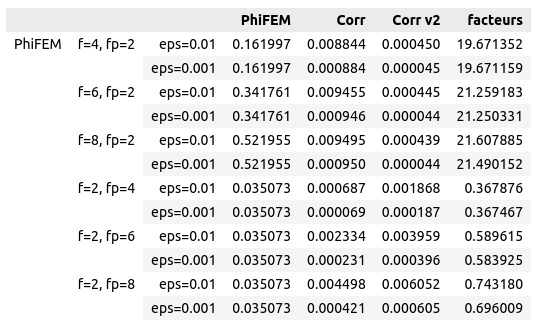 PhiFEM Corr Corr v2 facteurs
PhiFEM f=4, fp=2 eps=0.01 0.161997 0.008844 0.000450 19.671352
eps=0.001 0.161997 0.000884 0.000045 19.671159
f=6, fp=2 eps=0.01 0.341761 0.009455 0.000445 21.259183
eps=0.001 0.341761 0.000946 0.000044 21.250331
f=8, fp=2 eps=0.01 0.521955 0.009495 0.000439 21.607885
eps=0.001 0.521955 0.000950 0.000044 21.490152
f=2, fp=4 eps=0.01 0.035073 0.000687 0.001868 0.367876
eps=0.001 0.035073 0.000069 0.000187 0.367467
f=2, fp=6 eps=0.01 0.035073 0.002334 0.003959 0.589615
eps=0.001 0.035073 0.000231 0.000396 0.583925
f=2, fp=8 eps=0.01 0.035073 0.004498 0.006052 0.743180
eps=0.001 0.035073 0.000421 0.000605 0.696009